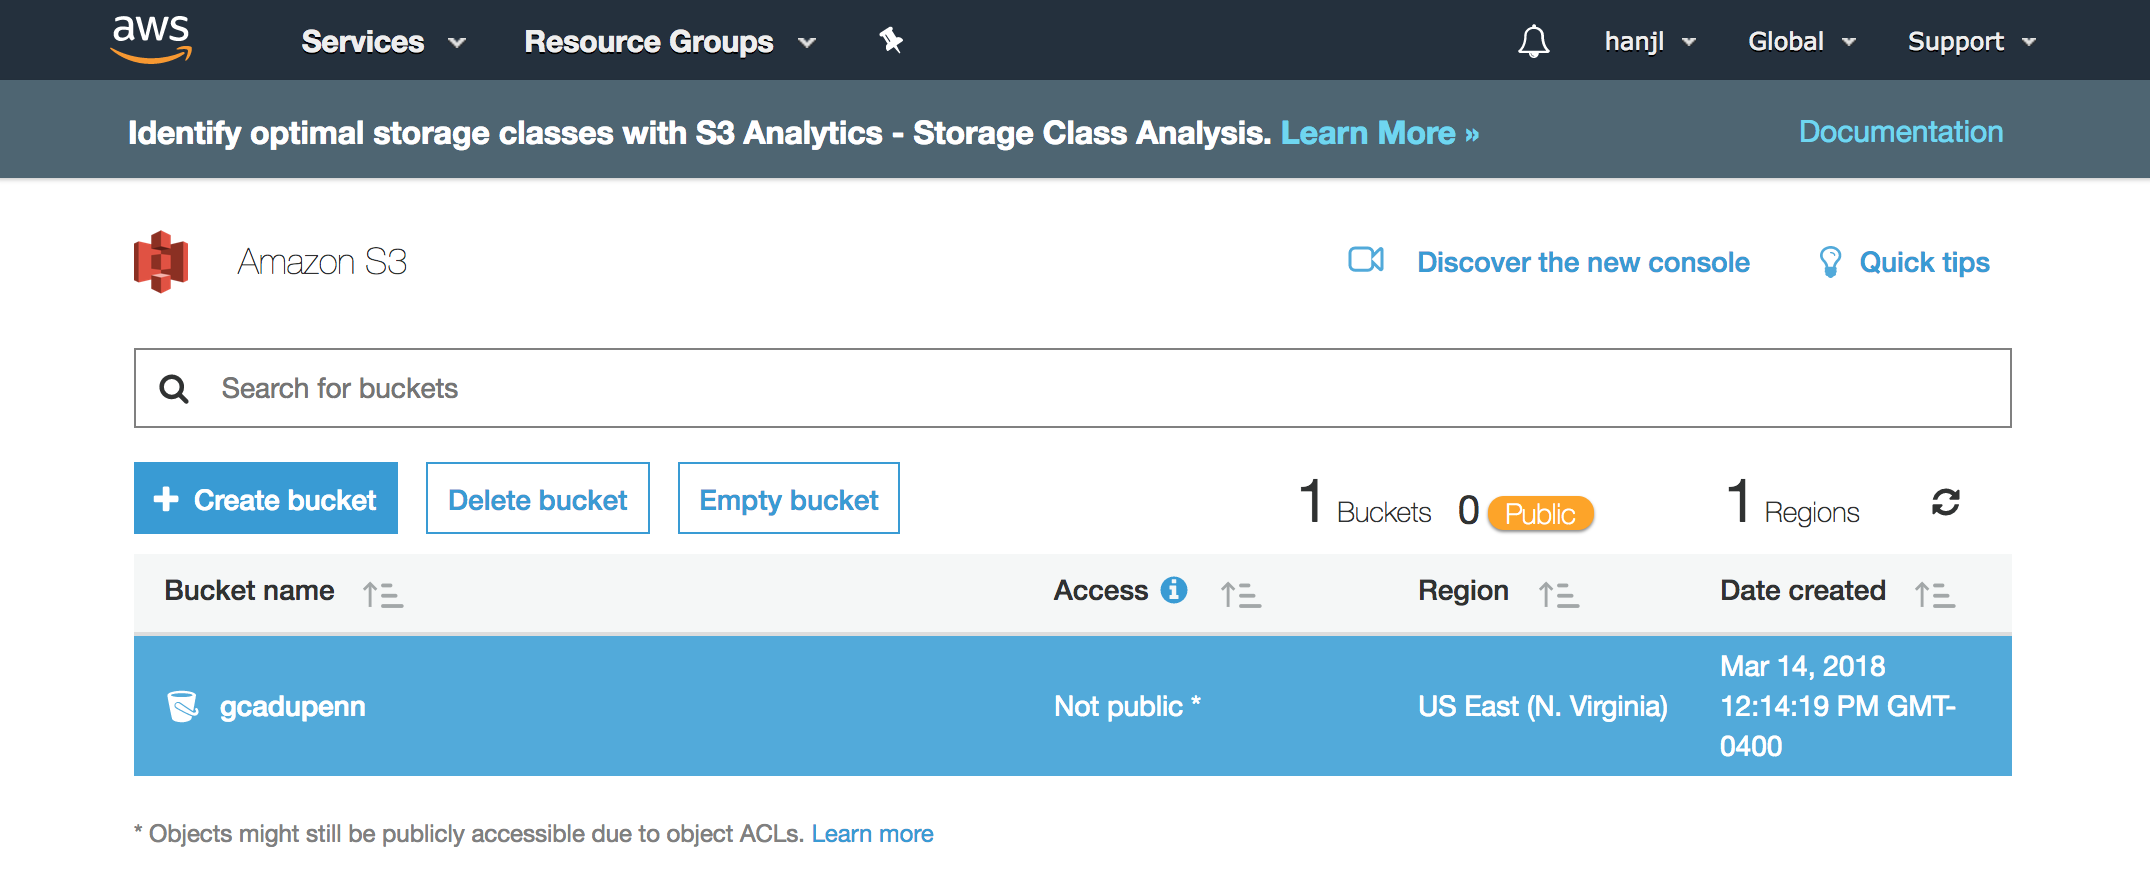 aws Services Resource Groups hanjl Global Support
Identify optimal storage classes with S3 Analytics - Storage Class Analysis. Learn More » Documentation
Amazon S3 Discover the new console Quick tips
Search for buckets
Create bucket Delete bucket Empty bucket 1 Buckets 0 Public 1 Regions
Bucket name Access Region Date created
gcadupenn Not public * US East (N. Virginia) Mar 14, 2018
12:14:19 PM GMT-
0400
* Objects might still be publicly accessible due to object ACLs. Learn more